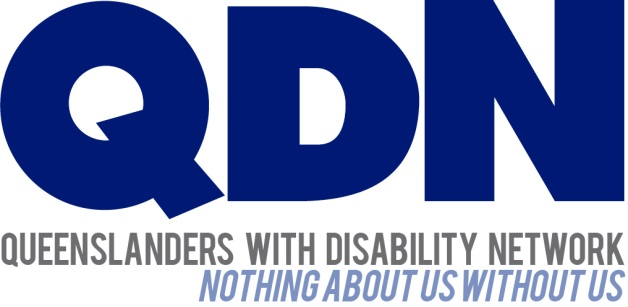 QDN
QUEENSLANDERS WITH DISABILITY NETWORK
NOTHING ABOUT US WITHOUT US